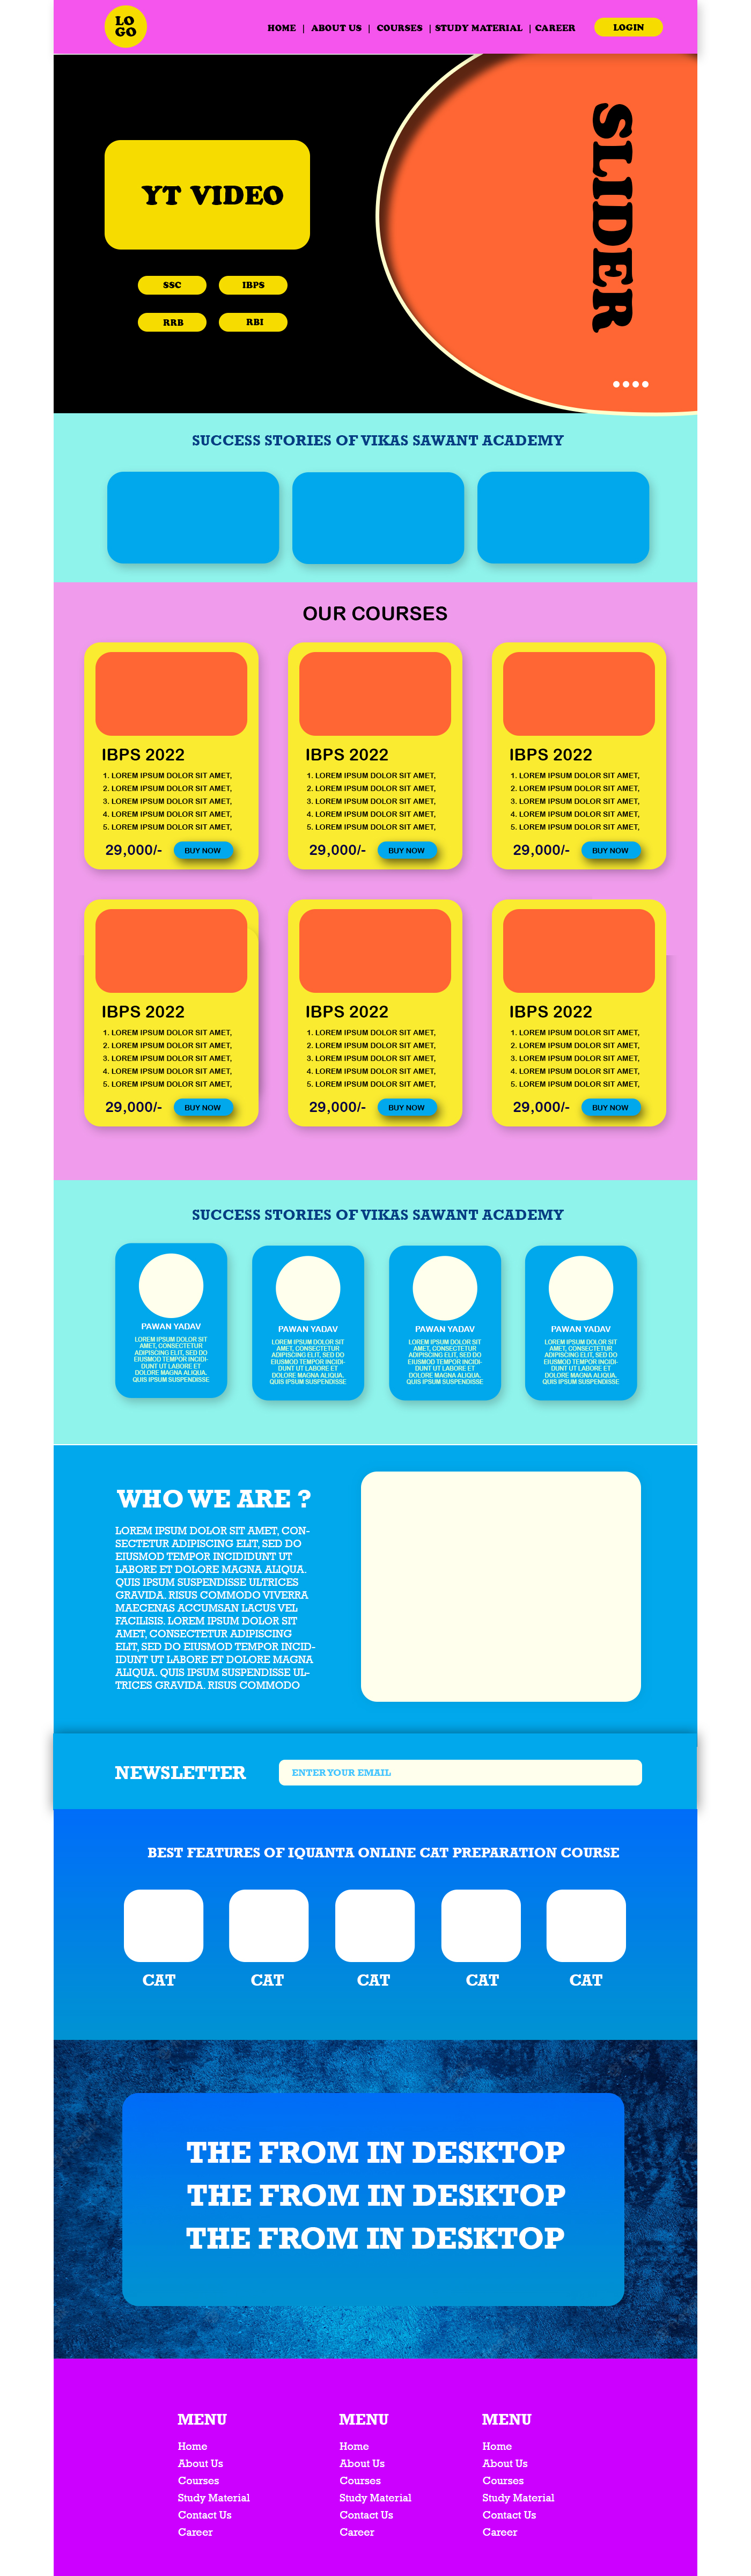 LO
GO
HOME | ABOUT US | COURSES | STUDY MATERIAL | CAREER
LOGIN
YT VIDEO
SSC
IBPS
RRB
RBI
SLIDER
SUCCESS STORIES OF VIKAS SAWANT ACADEMY
OUR COURSES
IBPS 2022
1. LOREM IPSUM DOLOR SIT AMET,
2. LOREM IPSUM DOLOR SIT AMET,
3. LOREM IPSUM DOLOR SIT AMET,
4. LOREM IPSUM DOLOR SIT AMET,
5. LOREM IPSUM DOLOR SIT AMET,
29,000/-
BUY NOW
IBPS 2022
1. LOREM IPSUM DOLOR SIT AMET,
2. LOREM IPSUM DOLOR SIT AMET,
3. LOREM IPSUM DOLOR SIT AMET,
4. LOREM IPSUM DOLOR SIT AMET,
5. LOREM IPSUM DOLOR SIT AMET,
29,000/-
BUY NOW
IBPS 2022
1. LOREM IPSUM DOLOR SIT AMET,
2. LOREM IPSUM DOLOR SIT AMET,
3. LOREM IPSUM DOLOR SIT AMET,
4. LOREM IPSUM DOLOR SIT AMET,
5. LOREM IPSUM DOLOR SIT AMET,
29,000/-
BUY NOW
IBPS 2022
1. LOREM IPSUM DOLOR SIT AMET,
2. LOREM IPSUM DOLOR SIT AMET,
3. LOREM IPSUM DOLOR SIT AMET,
4. LOREM IPSUM DOLOR SIT AMET,
5. LOREM IPSUM DOLOR SIT AMET,
29,000/-
BUY NOW
IBPS 2022
1. LOREM IPSUM DOLOR SIT AMET,
2. LOREM IPSUM DOLOR SIT AMET,
3. LOREM IPSUM DOLOR SIT AMET,
4. LOREM IPSUM DOLOR SIT AMET,
5. LOREM IPSUM DOLOR SIT AMET,
29,000/-
BUY NOW
IBPS 2022
1. LOREM IPSUM DOLOR SIT AMET,
2. LOREM IPSUM DOLOR SIT AMET,
3. LOREM IPSUM DOLOR SIT AMET,
4. LOREM IPSUM DOLOR SIT AMET,
5. LOREM IPSUM DOLOR SIT AMET,
29,000/-
BUY NOW
SUCCESS STORIES OF VIKAS SAWANT ACADEMY
PAWAN YADAV
LOREM IPSUM DOLOR SIT
AMET, CONSECTETUR
ADIPISCING ELIT, SED DO
EIUSMOD TEMPOR INCIDI-
DUNT UT LABORE ET
DOLORE MAGNA ALIQUA.
QUIS IPSUM SUSPENDISSE
PAWAN YADAV
LOREM IPSUM DOLOR SIT
AMET, CONSECTETUR
ADIPISCING ELIT, SED DO
EIUSMOD TEMPOR INCIDI-
DUNT UT LABORE ET
DOLORE MAGNA ALIQUA.
QUIS IPSUM SUSPENDISSE
PAWAN YADAV
LOREM IPSUM DOLOR SIT
AMET, CONSECTETUR
ADIPISCING ELIT, SED DO
EIUSMOD TEMPOR INCIDI-
DUNT UT LABORE ET
DOLORE MAGNA ALIQUA.
QUIS IPSUM SUSPENDISSE
PAWAN YADAV
LOREM IPSUM DOLOR SIT
AMET, CONSECTETUR
ADIPISCING ELIT, SED DO
EIUSMOD TEMPOR INCIDI-
DUNT UT LABORE ET
DOLORE MAGNA ALIQUA.
QUIS IPSUM SUSPENDISSE
WHO WE ARE ?
LOREM IPSUM DOLOR SIT AMET, CON-
SECTETUR ADIPISCING ELIT, SED DO
EIUSMOD TEMPOR INCIDIDUNT UT
LABORE ET DOLORE MAGNA ALIQUA.
QUIS IPSUM SUSPENDISSE ULTRICES
GRAVIDA. RISUS COMMODO VIVERRA
MAECENAS ACCUMSAN LACUS VEL
FACILISIS. LOREM IPSUM DOLOR SIT
AMET, CONSECTETUR ADIPISCING
ELIT, SED DO EIUSMOD TEMPOR INCID-
IDUNT UT LABORE ET DOLORE MAGNA
ALIQUA. QUIS IPSUM SUSPENDISSE UL-
TRICES GRAVIDA. RISUS COMMODO
NEWSLETTER
ENTER YOUR EMAIL
BEST FEATURES OF IQUANTA ONLINE CAT PREPARATION COURSE
CAT
CAT
CAT
CAT
CAT
THE FROM IN DESKTOP
THE FROM IN DESKTOP
THE FROM IN DESKTOP
MENU
Home
About Us
Courses
Study Material
Contact Us
Career
MENU
Home
About Us
Courses
Study Material
Contact Us
Career
MENU
Home
About Us
Courses
Study Material
Contact Us
Career